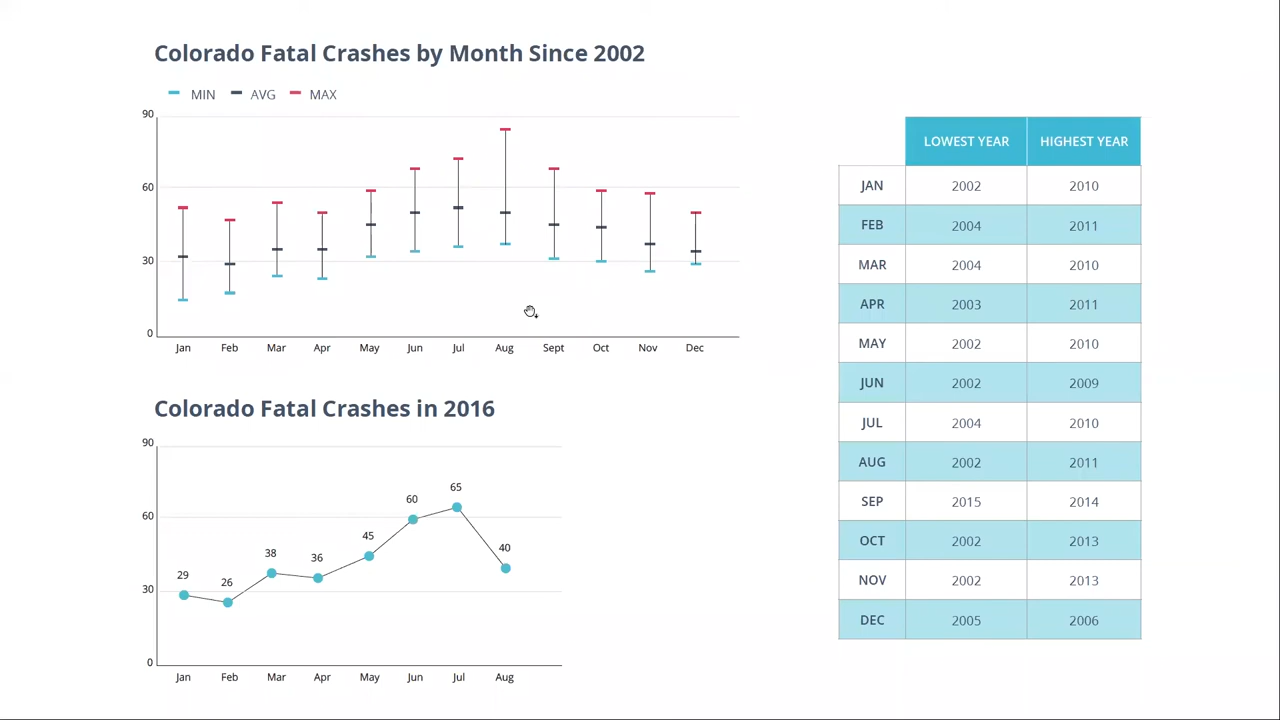 Colorado Fatal Crashes by Month Since 2002
MIN AVG MAX
90
60
30
0
Jan Feb Mar Apr May Jun Jul Aug Sept Oct Nov Dec
Colorado Fatal Crashes in 2016
90
60
30
0
29 26 38 36 45 60 65 40
Jan Feb Mar Apr May Jun Jul Aug
LOWEST YEAR HIGHEST YEAR
JAN 2002 2010
FEB 2004 2011
MAR 2004 2010
APR 2003 2011
MAY 2002 2010
JUN 2002 2009
JUL 2004 2010
AUG 2002 2011
SEP 2015 2014
OCT 2002 2013
NOV 2002 2013
DEC 2005 2006